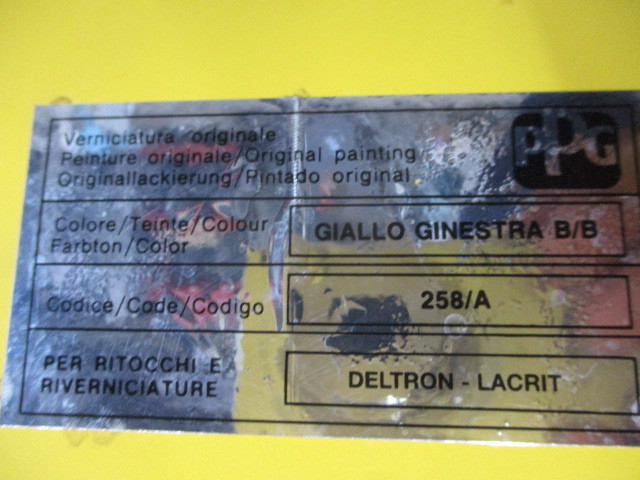 Verniciatura originale
Peinture originale/Original painting
Originallackierung/Pintado original
PPG
Colore/Teinte/Colour
Farbton/Color
GIALLO GINESTRA B/B
Codice/Code/Codigo
258/A
PER RITOCCHI E
RIVERNICIATURE
DELTRON - LACRIT